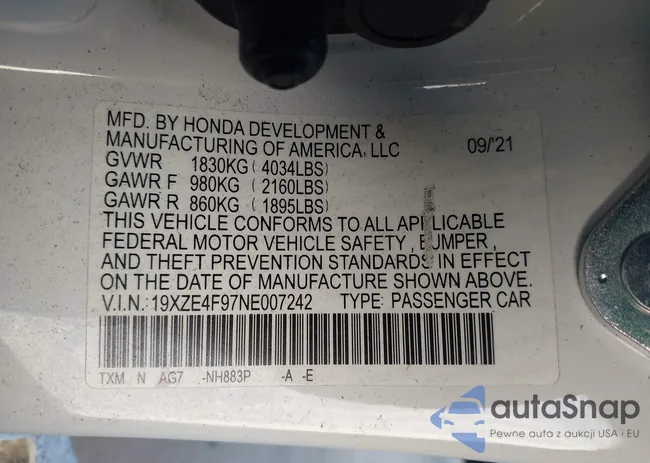 MFD. BY HONDA DEVELOPMENT &
MANUFACTURING OF AMERICA, LLC 09/'21
GVWR 1830KG ( 4034LBS )
GAWR F 980KG ( 2160LBS )
GAWR R 860KG ( 1895LBS )
THIS VEHICLE CONFORMS TO ALL APPLICABLE
FEDERAL MOTOR VEHICLE SAFETY , BUMPER ,
AND THEFT PREVENTION STANDARDS IN EFFECT
ON THE DATE OF MANUFACTURE SHOWN ABOVE.
V.I.N.: 19XZE4F97NE007242 TYPE: PASSENGER CAR
TXM N AG7 -NH883P -A -E
autoSnap
Pewne auta z aukcji USA i EU